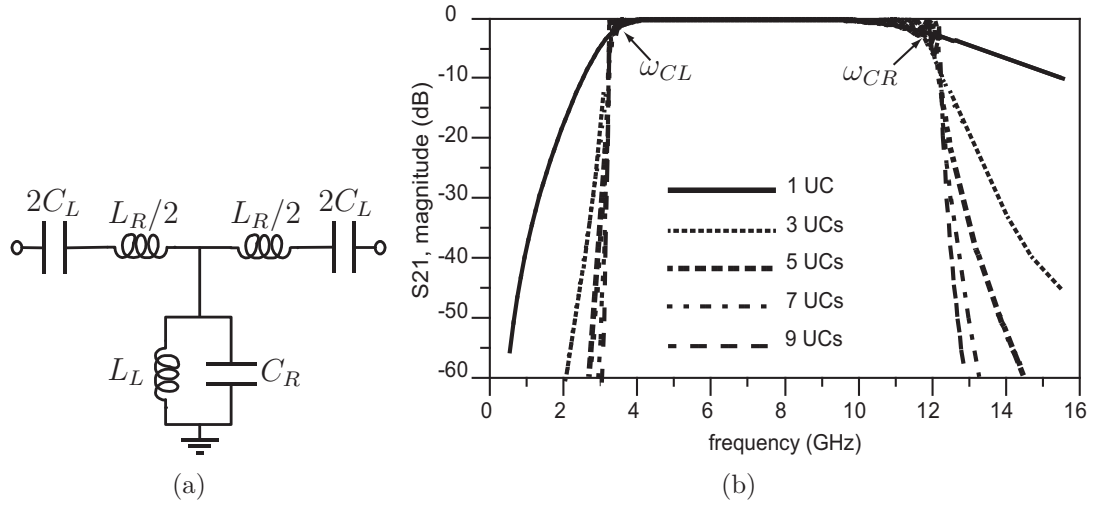 2C_L
L_R/2
L_R/2
2C_L
L_L
C_R
(a)
S21, magnitude (dB)
0
-10
-20
-30
-40
-50
-60
ω_CL
ω_CR
1 UC
3 UCs
5 UCs
7 UCs
9 UCs
0 2 4 6 8 10 12 14 16
frequency (GHz)
(b)